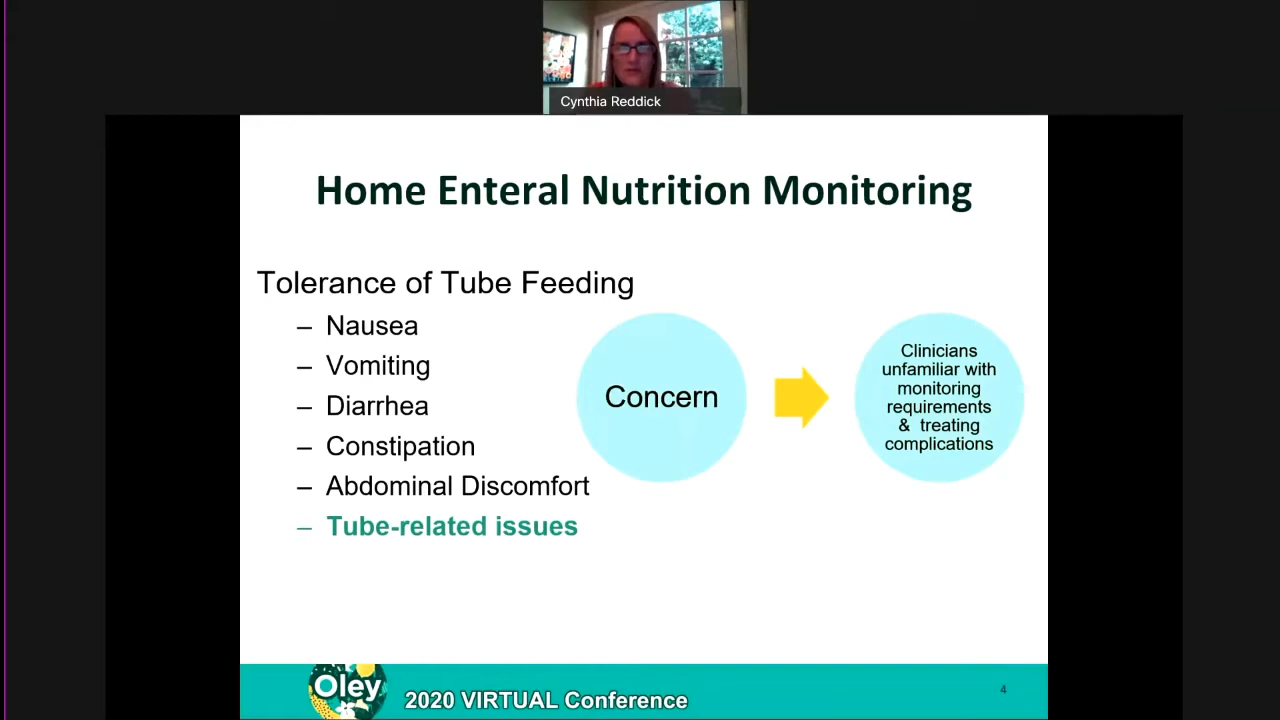 Cynthia Reddick
Home Enteral Nutrition Monitoring
Tolerance of Tube Feeding
– Nausea
– Vomiting
– Diarrhea
– Constipation
– Abdominal Discomfort
– Tube-related issues
Concern
Clinicians
unfamiliar with
monitoring
requirements
& treating
complications
Oley
2020 VIRTUAL Conference
4